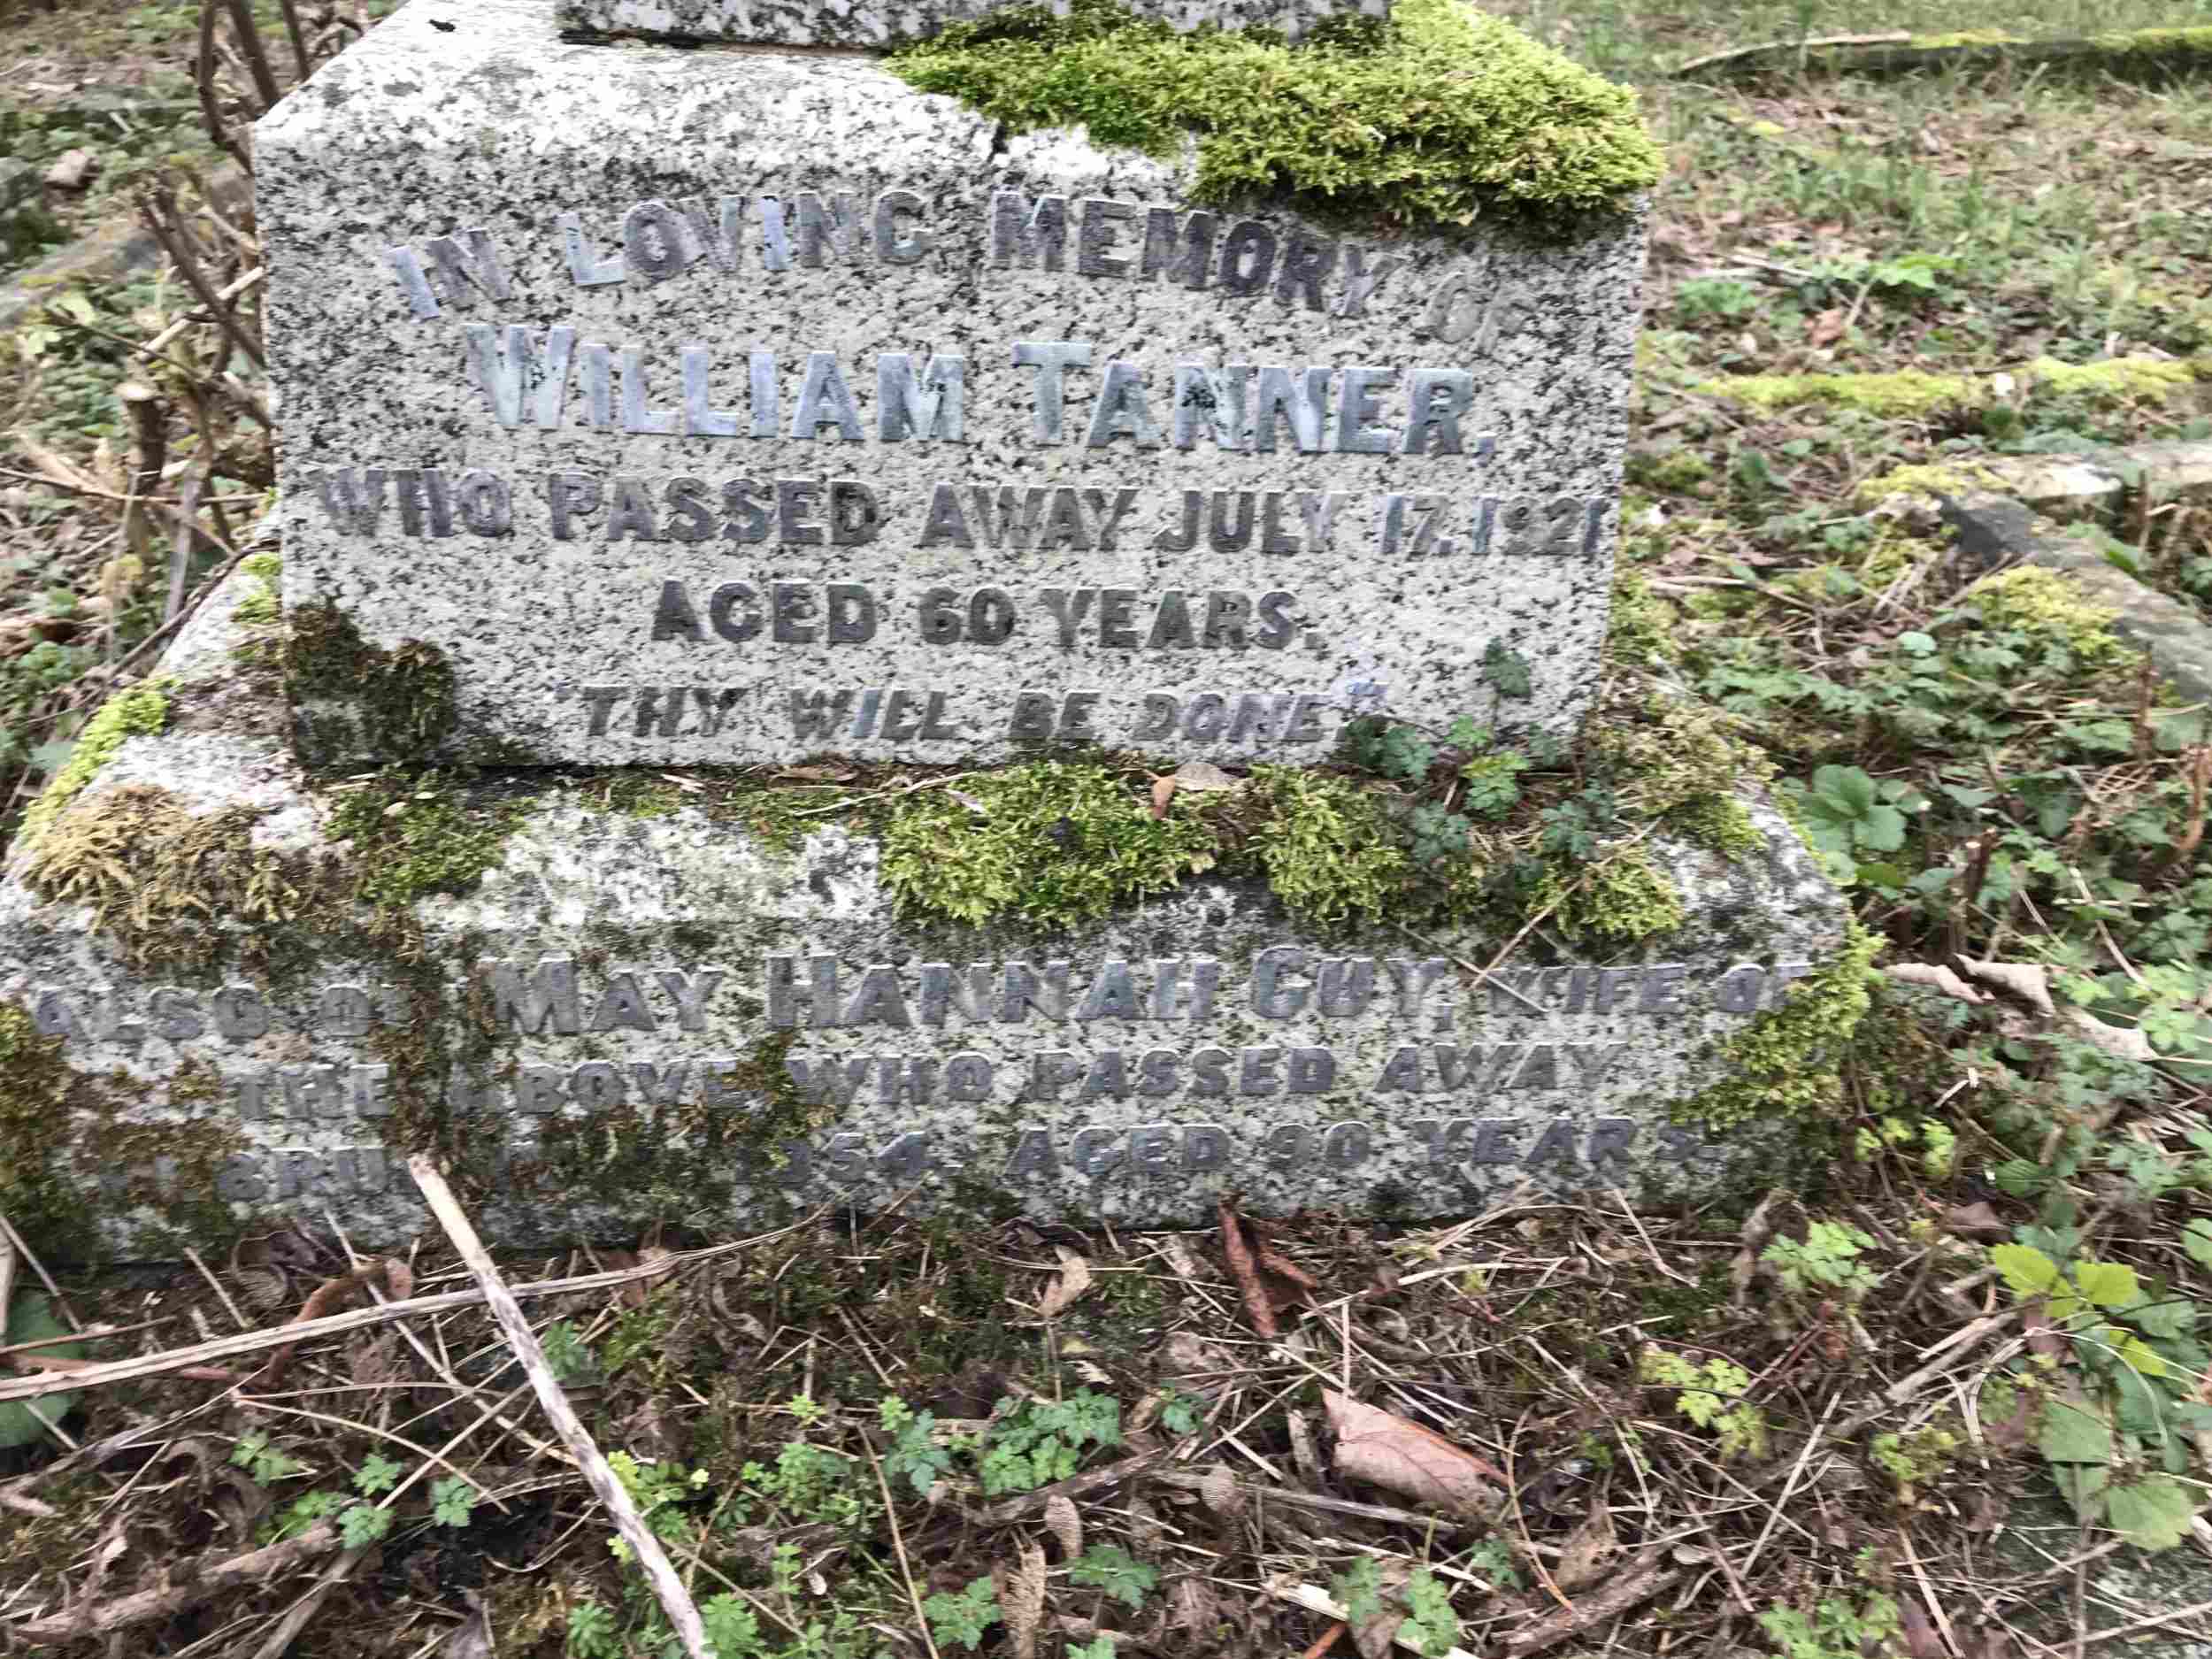 IN LOVING MEMORY OF
WILLIAM TANNER,
WHO PASSED AWAY JULY 17, 1921
AGED 60 YEARS.
"THY WILL BE DONE."
ALSO OF MAY HANNAH GUY, WIFE OF
THE ABOVE WHO PASSED AWAY
1954. AGED 90 YEARS.